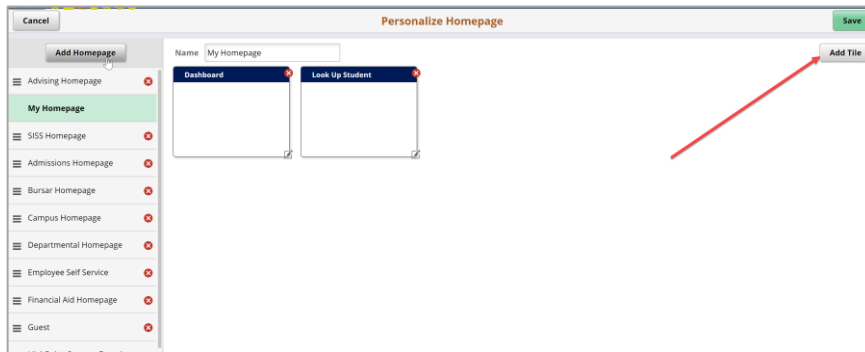 Cancel
Personalize Homepage
Save
Add Homepage
Name My Homepage
Add Tile
Dashboard
Look Up Student
Advising Homepage
My Homepage
SISS Homepage
Admissions Homepage
Bursar Homepage
Campus Homepage
Departmental Homepage
Employee Self Service
Financial Aid Homepage
Guest